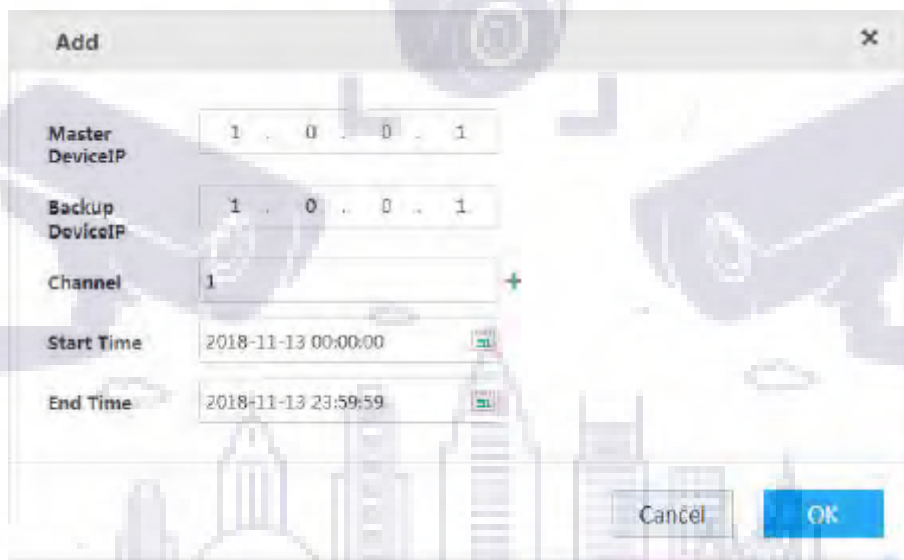 Add ×
Master
DeviceIP
1 . 0 . 0 . 1
Backup
DeviceIP
1 . 0 . 0 . 1
Channel
1 +
Start Time
2018-11-13 00:00:00
End Time
2018-11-13 23:59:59
Cancel OK